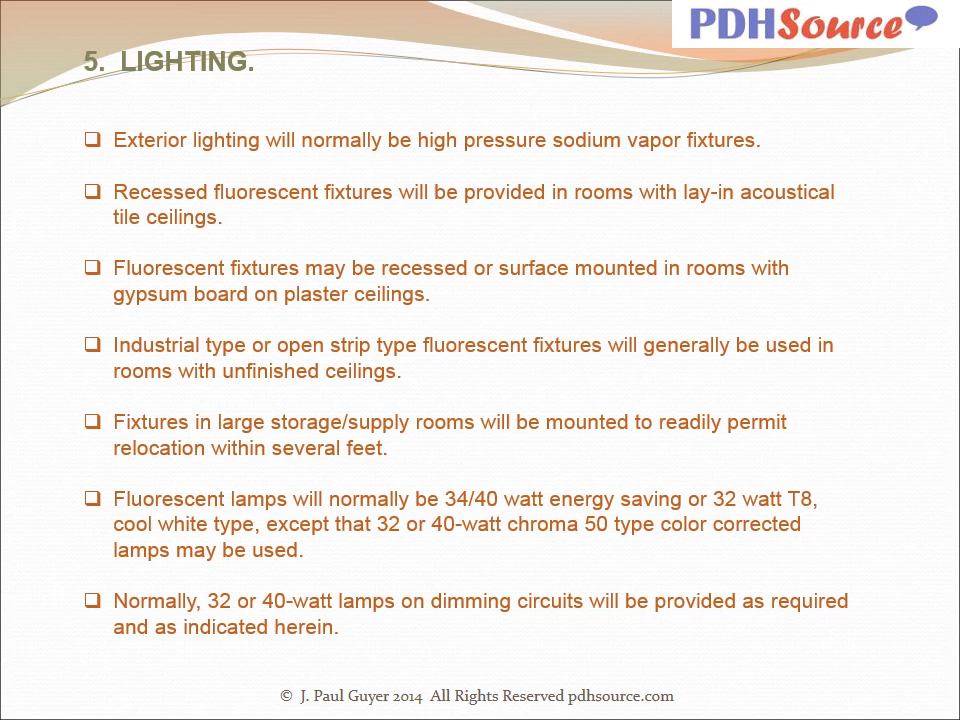 PDHSource
5. LIGHTING.
❑ Exterior lighting will normally be high pressure sodium vapor fixtures.
❑ Recessed fluorescent fixtures will be provided in rooms with lay-in acoustical
tile ceilings.
❑ Fluorescent fixtures may be recessed or surface mounted in rooms with
gypsum board on plaster ceilings.
❑ Industrial type or open strip type fluorescent fixtures will generally be used in
rooms with unfinished ceilings.
❑ Fixtures in large storage/supply rooms will be mounted to readily permit
relocation within several feet.
❑ Fluorescent lamps will normally be 34/40 watt energy saving or 32 watt T8,
cool white type, except that 32 or 40-watt chroma 50 type color corrected
lamps may be used.
❑ Normally, 32 or 40-watt lamps on dimming circuits will be provided as required
and as indicated herein.
© J. Paul Guyer 2014 All Rights Reserved pdhsource.com